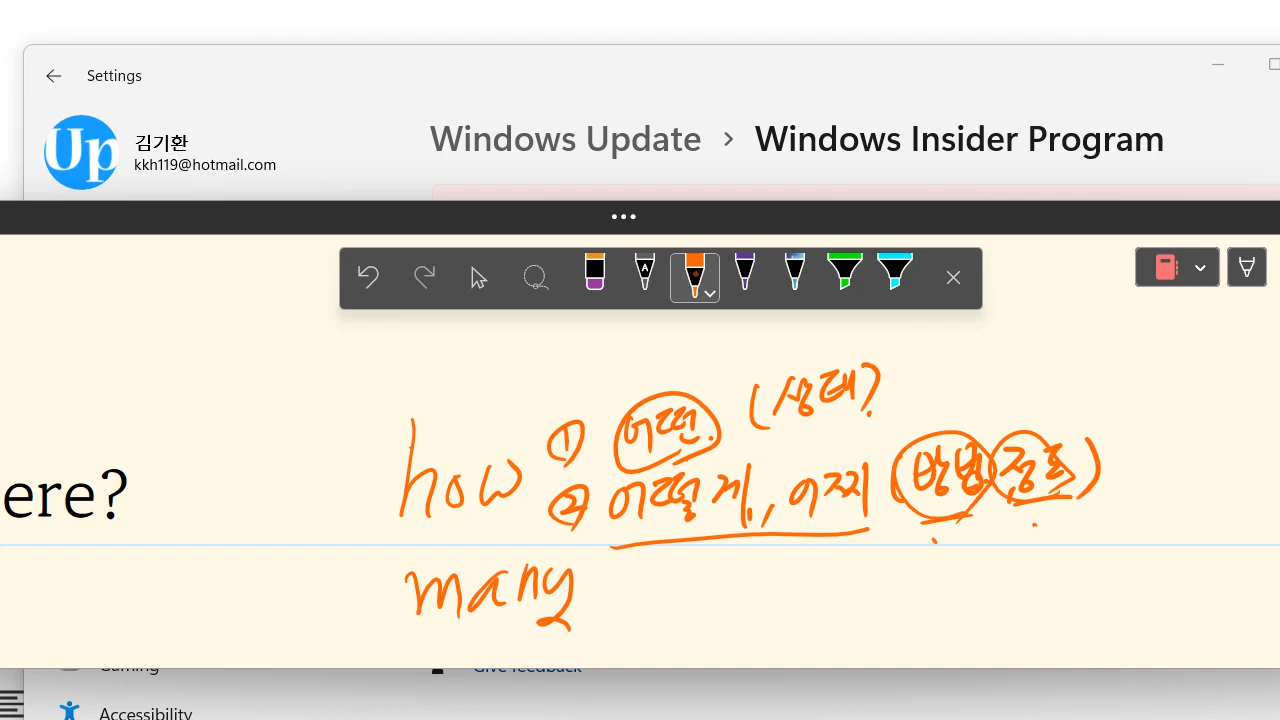 Settings
김기환
kkh119@hotmail.com
Windows Update > Windows Insider Program
A
ere?
how ① 어떤. (상태?
② 어떻게, 어찌 (방법 정도)
many
Gaming
Give feedback
Accessibility